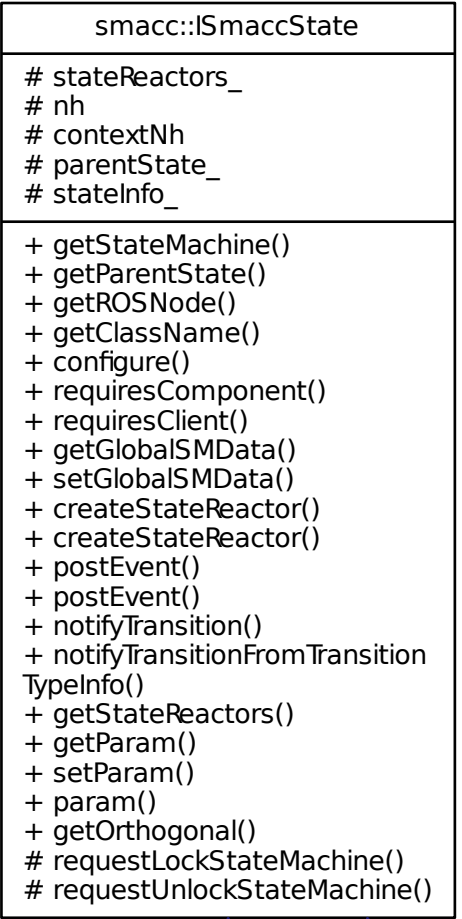 smacc::ISmaccState
# stateReactors_
# nh
# contextNh
# parentState_
# stateInfo_
+ getStateMachine()
+ getParentState()
+ getROSNode()
+ getClassName()
+ configure()
+ requiresComponent()
+ requiresClient()
+ getGlobalSMData()
+ setGlobalSMData()
+ createStateReactor()
+ createStateReactor()
+ postEvent()
+ postEvent()
+ notifyTransition()
+ notifyTransitionFromTransition
TypeInfo()
+ getStateReactors()
+ getParam()
+ setParam()
+ param()
+ getOrthogonal()
# requestLockStateMachine()
# requestUnlockStateMachine()